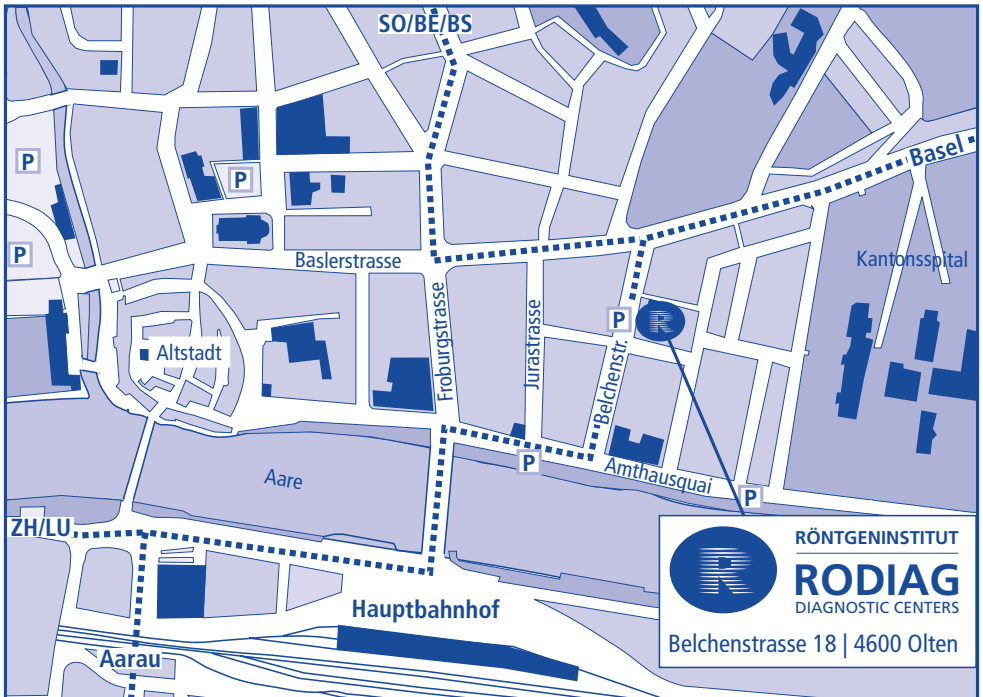 SO/BE/BS
Basel
P
P
P
Baslerstrasse
Kantonsspital
Froburgstrasse
Jurastrasse
Belchenstr.
P
R
Altstadt
P
Amthausquai
P
Aare
ZH/LU
Hauptbahnhof
Aarau
R
RÖNTGENINSTITUT
RODIAG
DIAGNOSTIC CENTERS
Belchenstrasse 18 | 4600 Olten